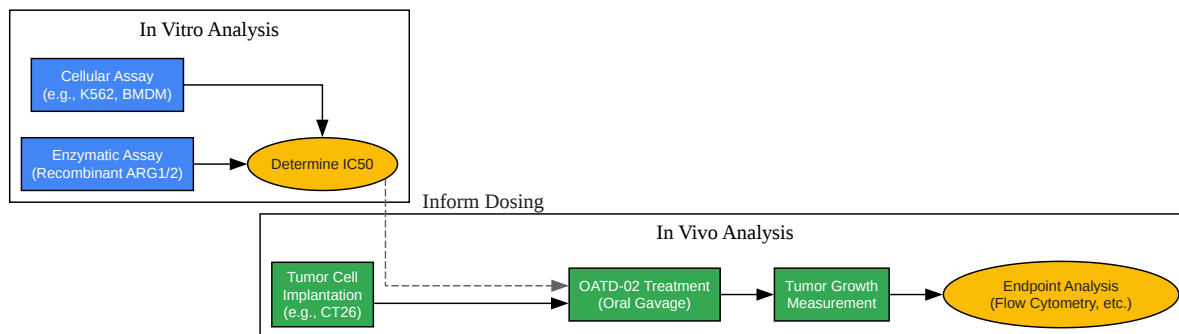 In Vitro Analysis
Cellular Assay
(e.g., K562, BMDM)
Enzymatic Assay
(Recombinant ARG1/2)
Determine IC50
Inform Dosing
In Vivo Analysis
Tumor Cell
Implantation
(e.g., CT26)
OATD-02 Treatment
(Oral Gavage)
Tumor Growth
Measurement
Endpoint Analysis
(Flow Cytometry, etc.)